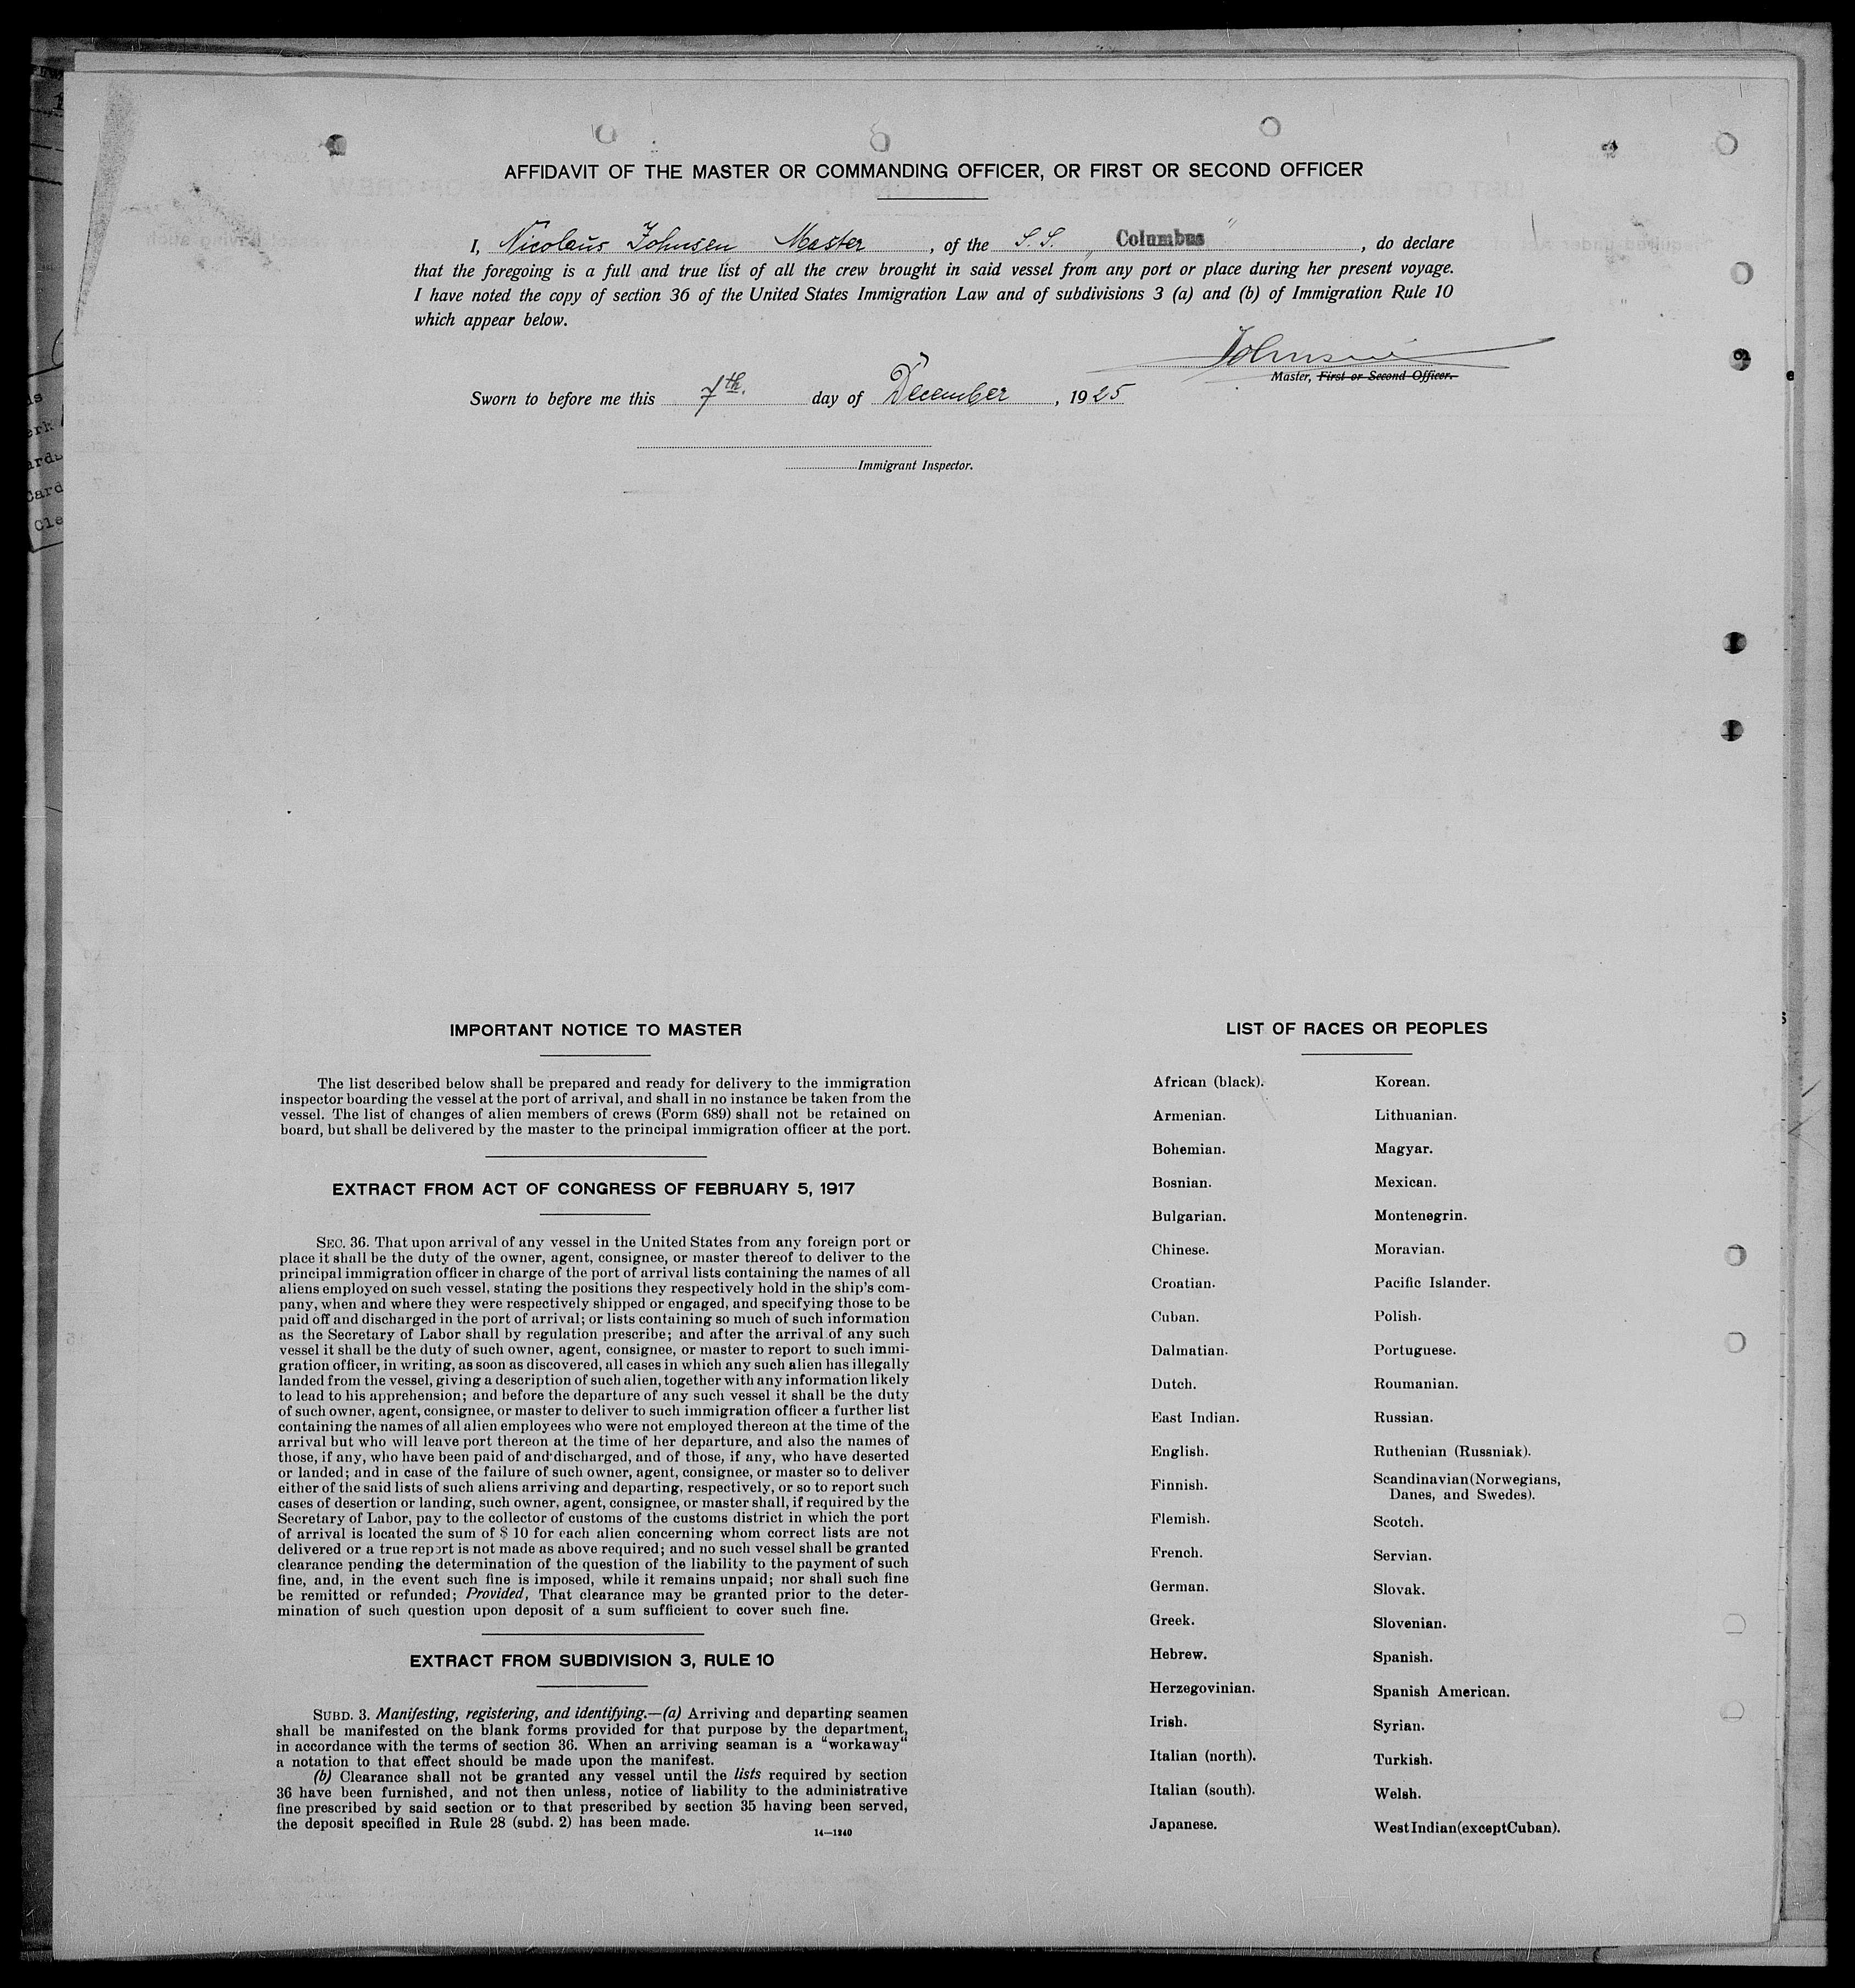 AFFIDAVIT OF THE MASTER OR COMMANDING OFFICER, OR FIRST OR SECOND OFFICER
I, Nicolaus Johnsen Master, of the S. S. „Columbus", do declare
that the foregoing is a full and true list of all the crew brought in said vessel from any port or place during her present voyage.
I have noted the copy of section 36 of the United States Immigration Law and of subdivisions 3 (a) and (b) of Immigration Rule 10
which appear below.
Johnsen
Master, First or Second Officer.
Sworn to before me this 7th. day of December, 1925
Immigrant Inspector.
IMPORTANT NOTICE TO MASTER
The list described below shall be prepared and ready for delivery to the immigration
inspector boarding the vessel at the port of arrival, and shall in no instance be taken from the
vessel. The list of changes of alien members of crews (Form 689) shall not be retained on
board, but shall be delivered by the master to the principal immigration officer at the port.
EXTRACT FROM ACT OF CONGRESS OF FEBRUARY 5, 1917
SEC. 36. That upon arrival of any vessel in the United States from any foreign port or
place it shall be the duty of the owner, agent, consignee, or master thereof to deliver to the
principal immigration officer in charge of the port of arrival lists containing the names of all
aliens employed on such vessel, stating the positions they respectively hold in the ship's com-
pany, when and where they were respectively shipped or engaged, and specifying those to be
paid off and discharged in the port of arrival; or lists containing so much of such information
as the Secretary of Labor shall by regulation prescribe; and after the arrival of any such
vessel it shall be the duty of such owner, agent, consignee, or master to report to such immi-
gration officer, in writing, as soon as discovered, all cases in which any such alien has illegally
landed from the vessel, giving a description of such alien, together with any information likely
to lead to his apprehension; and before the departure of any such vessel it shall be the duty
of such owner, agent, consignee, or master to deliver to such immigration officer a further list
containing the names of all alien employees who were not employed thereon at the time of the
arrival but who will leave port thereon at the time of her departure, and also the names of
those, if any, who have been paid of and discharged, and of those, if any, who have deserted
or landed; and in case of the failure of such owner, agent, consignee, or master so to deliver
either of the said lists of such aliens arriving and departing, respectively, or so to report such
cases of desertion or landing, such owner, agent, consignee, or master shall, if required by the
Secretary of Labor, pay to the collector of customs of the customs district in which the port
of arrival is located the sum of $ 10 for each alien concerning whom correct lists are not
delivered or a true report is not made as above required; and no such vessel shall be granted
clearance pending the determination of the question of the liability to the payment of such
fine, and, in the event such fine is imposed, while it remains unpaid; nor shall such fine
be remitted or refunded; Provided, That clearance may be granted prior to the deter-
mination of such question upon deposit of a sum sufficient to cover such fine.
EXTRACT FROM SUBDIVISION 3, RULE 10
SUBD. 3. Manifesting, registering, and identifying.—(a) Arriving and departing seamen
shall be manifested on the blank forms provided for that purpose by the department,
in accordance with the terms of section 36. When an arriving seaman is a "workaway"
a notation to that effect should be made upon the manifest.
(b) Clearance shall not be granted any vessel until the lists required by section
36 have been furnished, and not then unless, notice of liability to the administrative
fine prescribed by said section or to that prescribed by section 35 having been served,
the deposit specified in Rule 28 (subd. 2) has been made.
14—1240
LIST OF RACES OR PEOPLES
African (black).
Armenian.
Bohemian.
Bosnian.
Bulgarian.
Chinese.
Croatian.
Cuban.
Dalmatian.
Dutch.
East Indian.
English.
Finnish.
Flemish.
French.
German.
Greek.
Hebrew.
Herzegovinian.
Irish.
Italian (north).
Italian (south).
Japanese.
Korean.
Lithuanian.
Magyar.
Mexican.
Montenegrin.
Moravian.
Pacific Islander.
Polish.
Portuguese.
Roumanian.
Russian.
Ruthenian (Russniak).
Scandinavian (Norwegians,
Danes, and Swedes).
Scotch.
Servian.
Slovak.
Slovenian.
Spanish.
Spanish American.
Syrian.
Turkish.
Welsh.
West Indian (except Cuban).